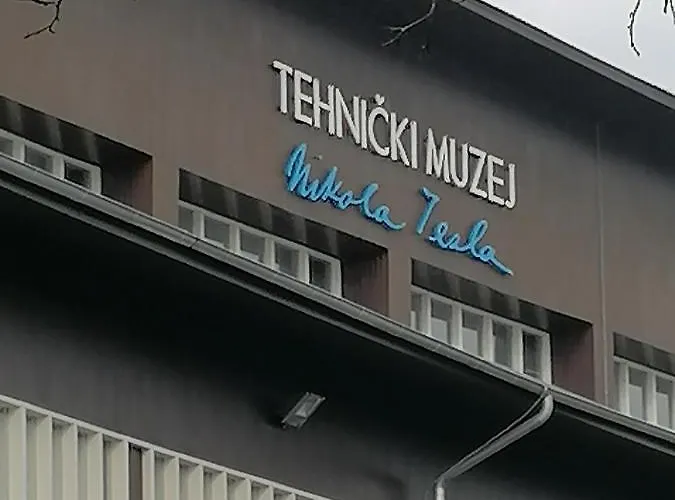 TEHNIČKI MUZEJ
Nikola Tesla